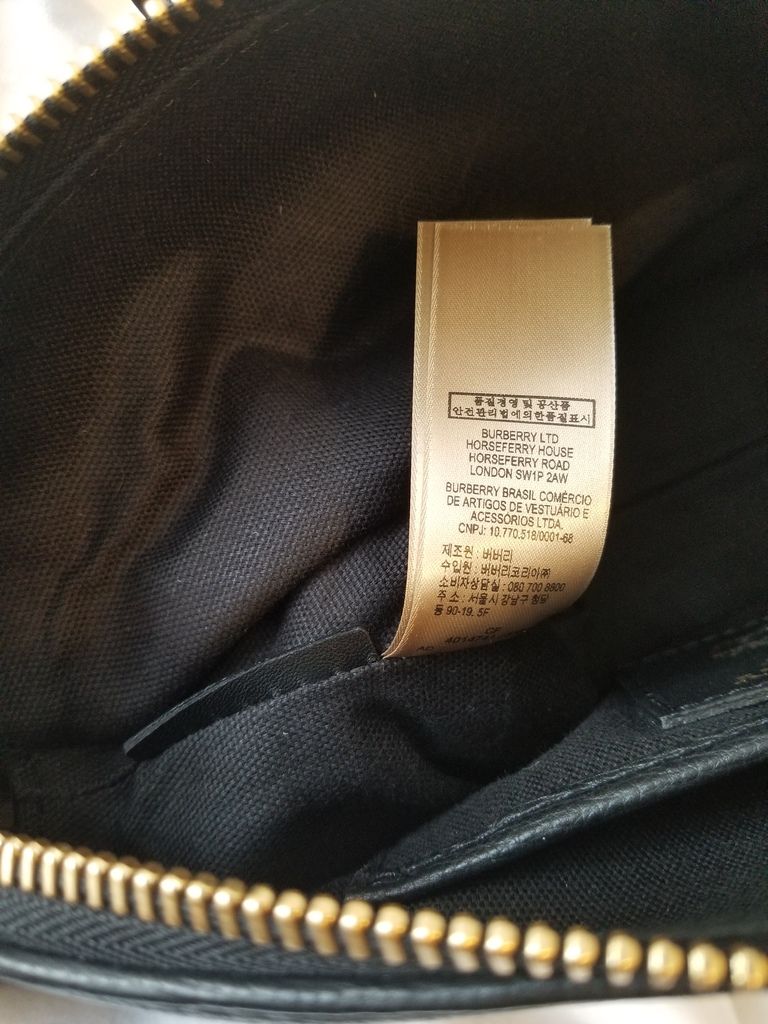 품질경영 및 공산품
안전관리법에의한품질표시
BURBERRY LTD
HORSEFERRY HOUSE
HORSEFERRY ROAD
LONDON SW1P 2AW
BURBERRY BRASIL COMÉRCIO
DE ARTIGOS DE VESTUÁRIO E
ACESSÓRIOS LTDA.
CNPJ: 10.770.518/0001-68
제조원 : 버버리
수입원 : 버버리코리아㈜
소비자상담실 : 080 700 8800
주 소 : 서울시 강남구 청담
동 90-19. 5F
CF